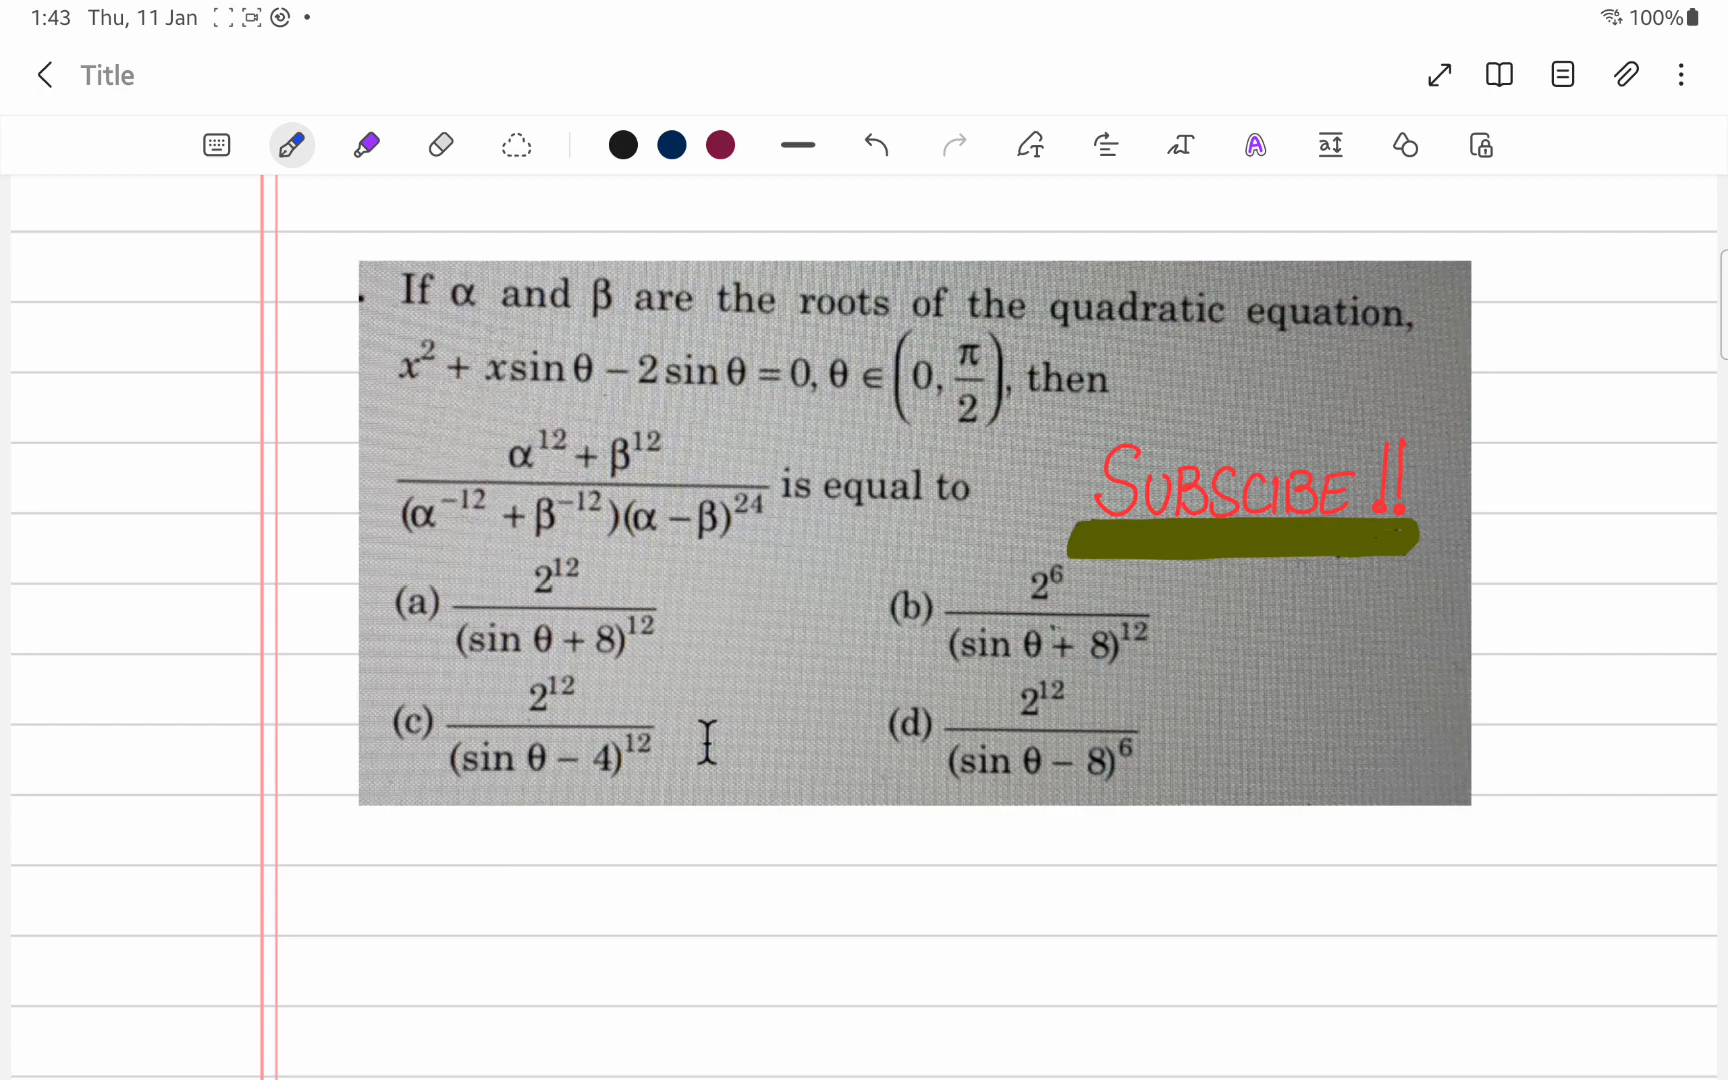 1:43 Thu, 11 Jan 100%
Title
If α and β are the roots of the quadratic equation,
x² + x sin θ – 2 sin θ = 0, θ ∈ (0, π/2), then
(α¹² + β¹²) / ((α⁻¹² + β⁻¹²)(α – β)²⁴) is equal to
SUBSCIBE !!
(a) 2¹² / (sin θ + 8)¹² (b) 2⁶ / (sin θ + 8)¹²
(c) 2¹² / (sin θ – 4)¹² (d) 2¹² / (sin θ – 8)⁶